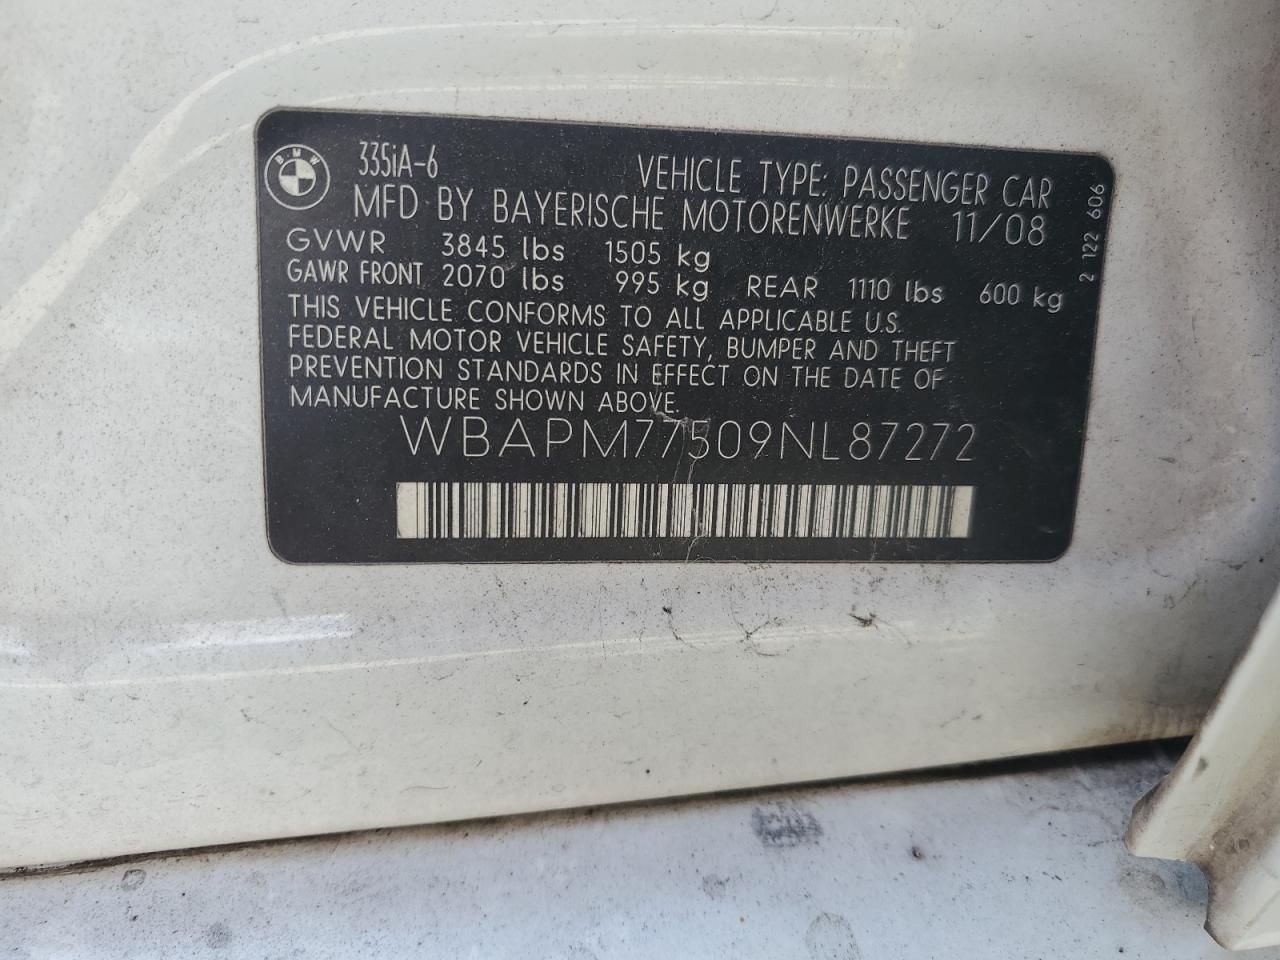 BMW
335iA-6
VEHICLE TYPE: PASSENGER CAR
MFD BY BAYERISCHE MOTORENWERKE 11/08
GVWR 3845 lbs 1505 kg
GAWR FRONT 2070 lbs 995 kg REAR 1110 lbs 600 kg
THIS VEHICLE CONFORMS TO ALL APPLICABLE U.S.
FEDERAL MOTOR VEHICLE SAFETY, BUMPER AND THEFT
PREVENTION STANDARDS IN EFFECT ON THE DATE OF
MANUFACTURE SHOWN ABOVE.
WBAPM77509NL87272
2 122 606